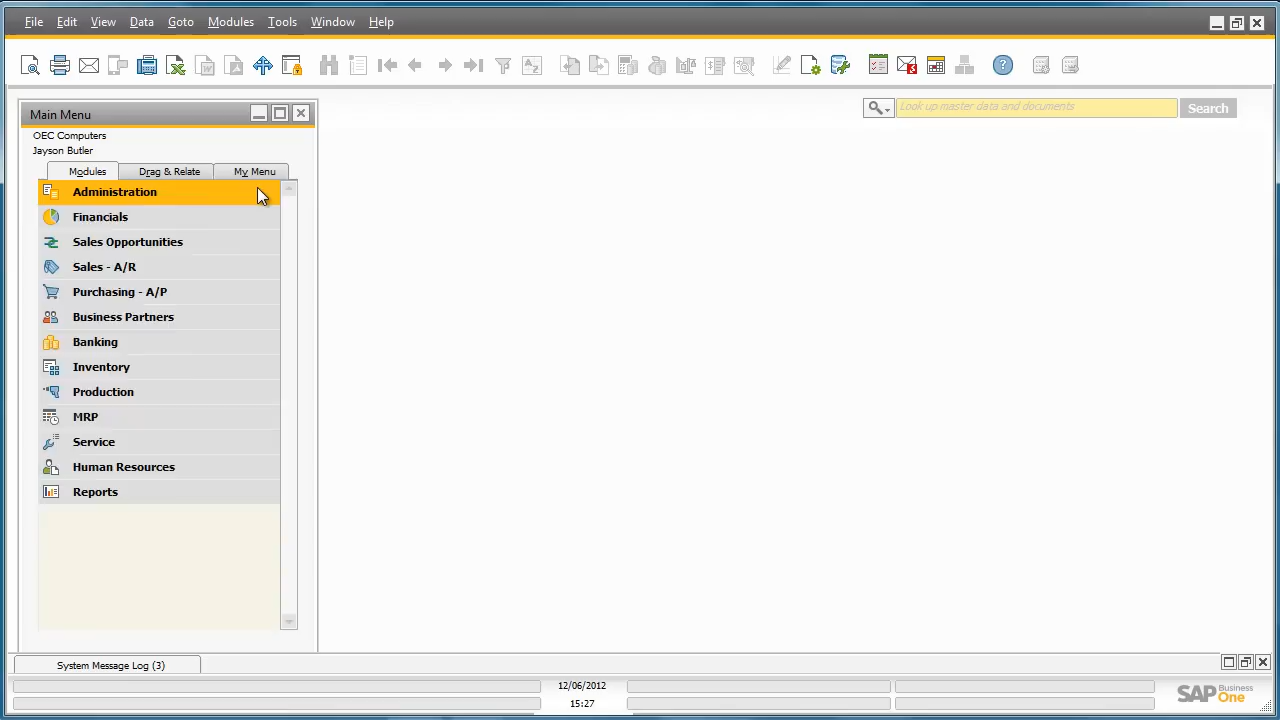 File Edit View Data Goto Modules Tools Window Help
Main Menu
Look up master data and documents
Search
OEC Computers
Jayson Butler
Modules Drag & Relate My Menu
Administration
Financials
Sales Opportunities
Sales - A/R
Purchasing - A/P
Business Partners
Banking
Inventory
Production
MRP
Service
Human Resources
Reports
System Message Log (3)
12/06/2012
15:27
SAP Business One